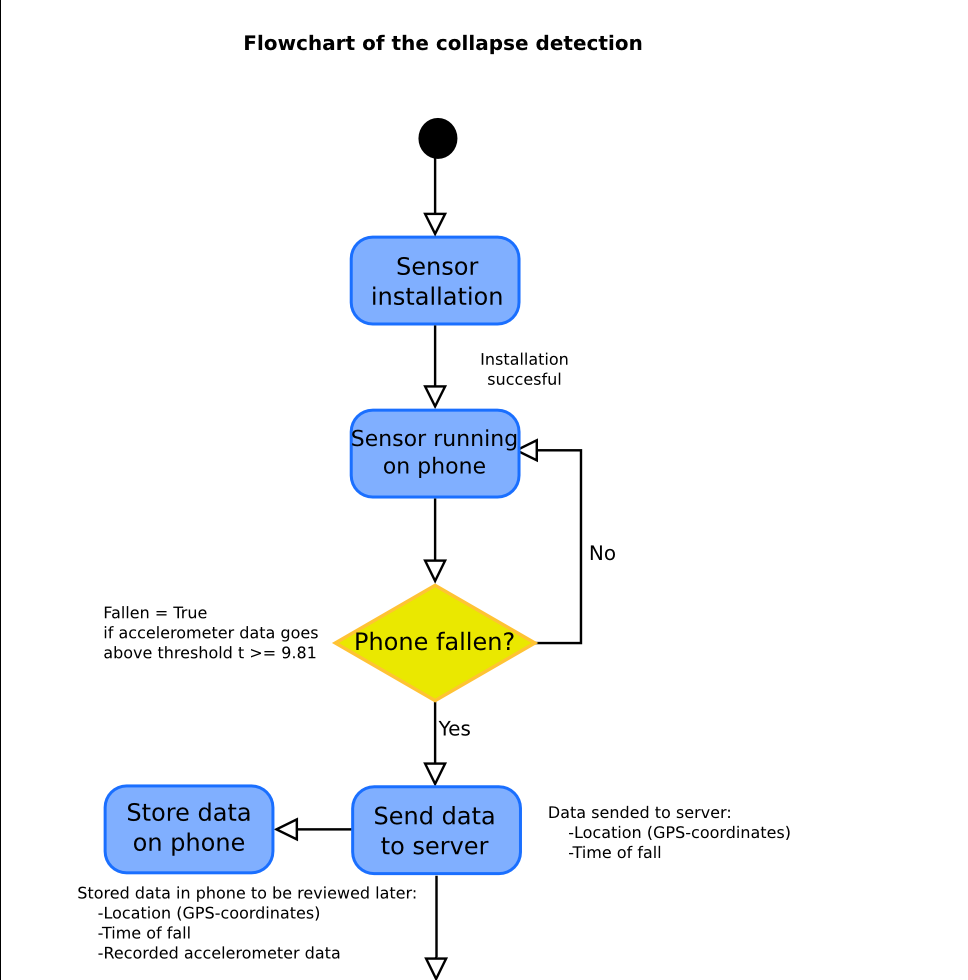 Flowchart of the collapse detection
Sensor
installation
Installation
succesful
Sensor running
on phone
No
Fallen = True
if accelerometer data goes
above threshold t >= 9.81
Phone fallen?
Yes
Store data
on phone
Send data
to server
Data sended to server:
-Location (GPS-coordinates)
-Time of fall
Stored data in phone to be reviewed later:
-Location (GPS-coordinates)
-Time of fall
-Recorded accelerometer data